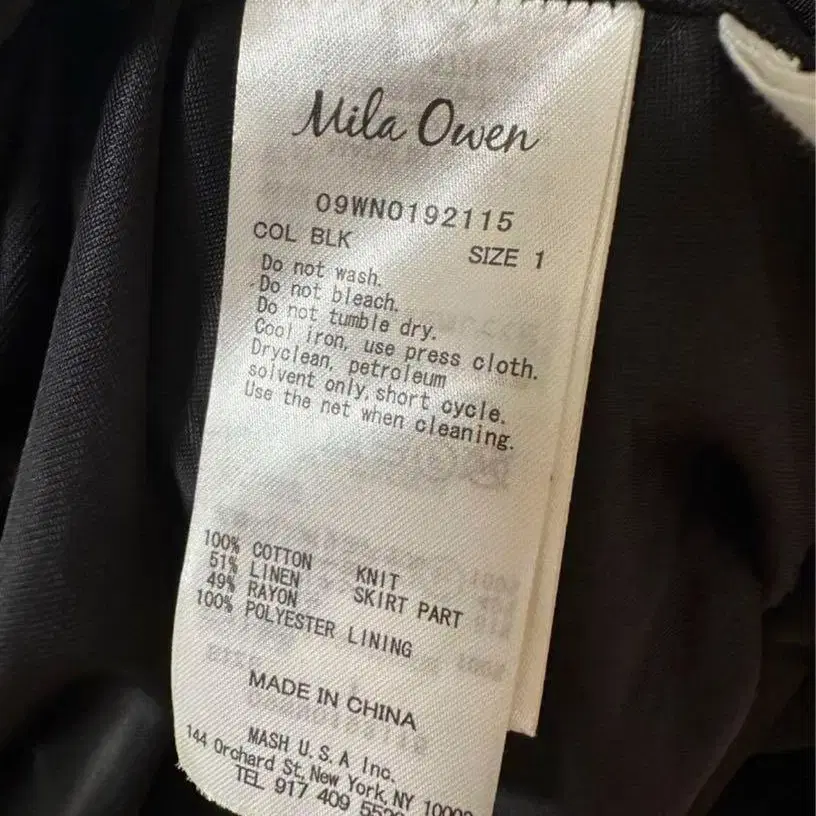 Mila Owen
09WNO192115
COL BLK SIZE 1
Do not wash.
Do not bleach.
Do not tumble dry.
Cool iron, use press cloth.
Dryclean, petroleum
solvent only, short cycle.
Use the net when cleaning.
100% COTTON KNIT
51% LINEN SKIRT PART
49% RAYON
100% POLYESTER LINING
MADE IN CHINA
MASH U.S.A Inc.
144 Orchard St, New York, NY
TEL 917 409